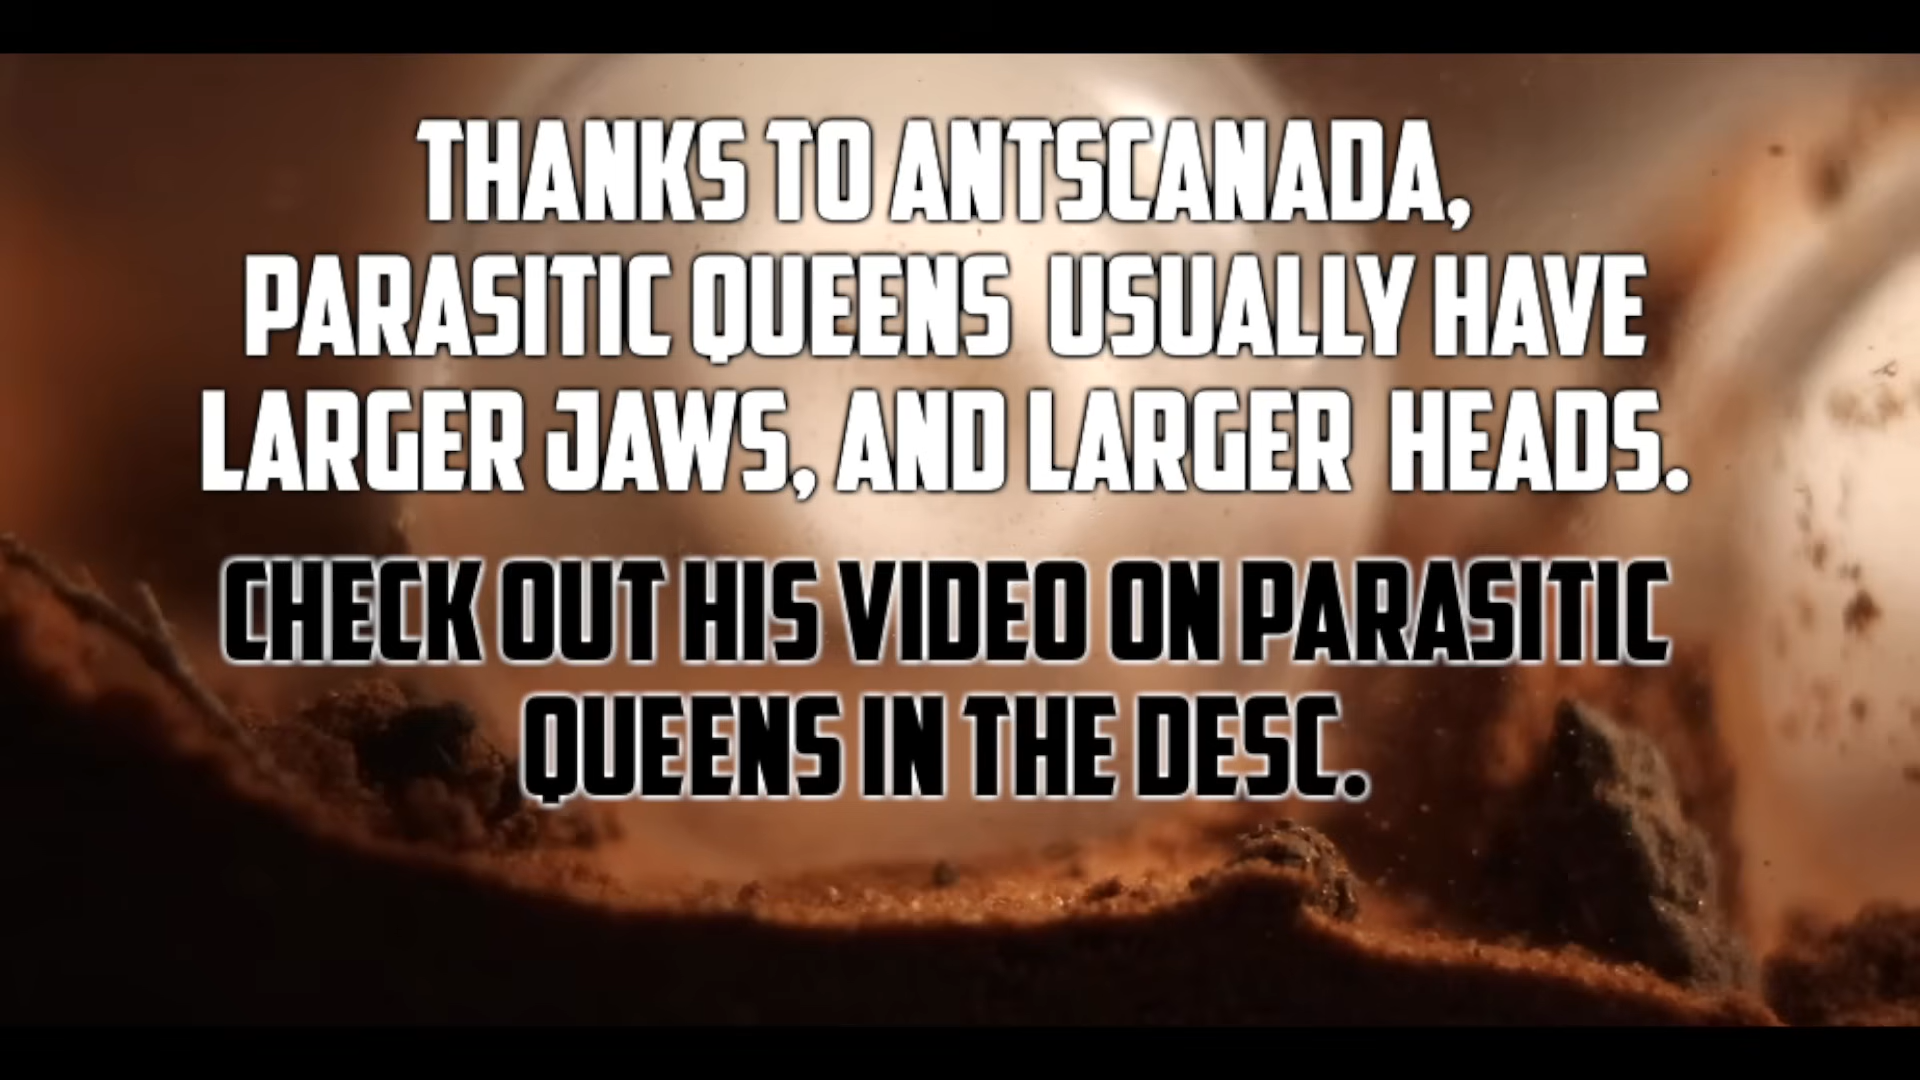 THANKS TO ANTSCANADA,
PARASITIC QUEENS USUALLY HAVE
LARGER JAWS, AND LARGER HEADS.
CHECK OUT HIS VIDEO ON PARASITIC
QUEENS IN THE DESC.